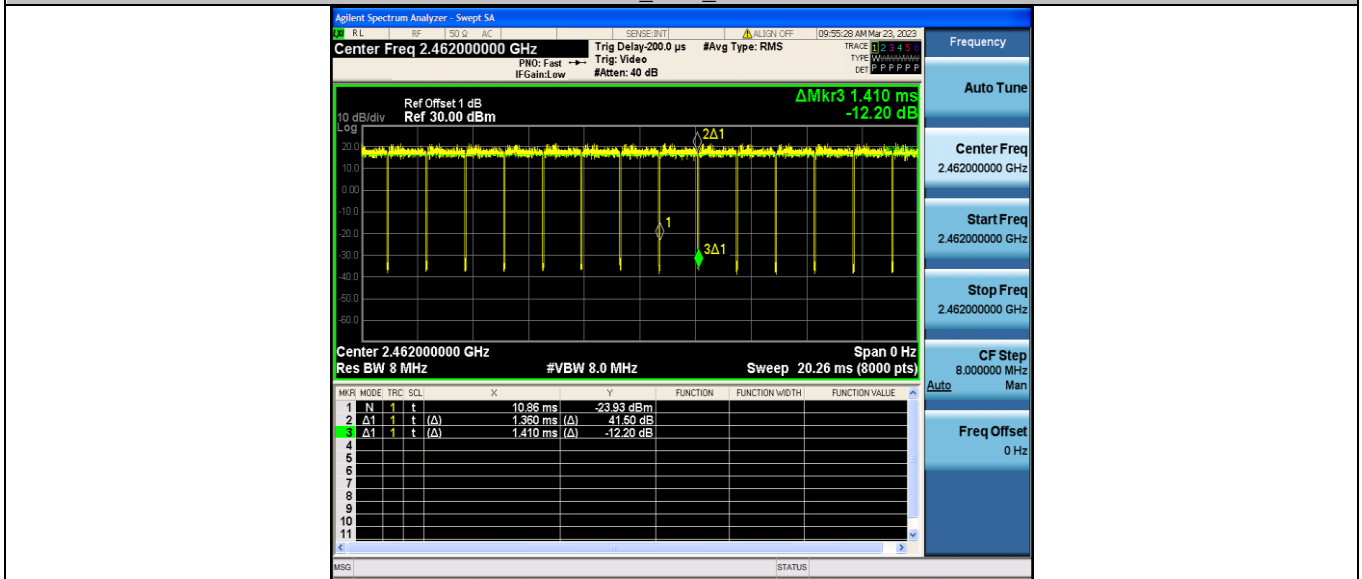 Agilent Spectrum Analyzer - Swept SA
RL RF 50 Ω AC SENSE:INT ALIGN OFF 09:55:28 AM Mar 23, 2023
Center Freq 2.462000000 GHz Trig Delay-200.0 µs #Avg Type: RMS TRACE 1 2 3 4 5 6
PNO: Fast Trig: Video TYPE
IFGain:Low #Atten: 40 dB DET P P P P P P
ΔMkr3 1.410 ms
-12.20 dB
Ref Offset 1 dB
10 dB/div Ref 30.00 dBm
Log
20.0
10.0
0.00
-10.0
-20.0
-30.0
-40.0
-50.0
-60.0
2Δ1
1
3Δ1
Center 2.462000000 GHz Span 0 Hz
Res BW 8 MHz #VBW 8.0 MHz Sweep 20.26 ms (8000 pts)
MKR MODE TRC SCL X Y FUNCTION FUNCTION WIDTH FUNCTION VALUE
1 N 1 t 10.86 ms -23.93 dBm
2 Δ1 1 t (Δ) 1.360 ms (Δ) 41.50 dB
3 Δ1 1 t (Δ) 1.410 ms (Δ) -12.20 dB
4
5
6
7
8
9
10
11
MSG STATUS
Frequency
Auto Tune
Center Freq
2.462000000 GHz
Start Freq
2.462000000 GHz
Stop Freq
2.462000000 GHz
CF Step
8.000000 MHz
Auto Man
Freq Offset
0 Hz